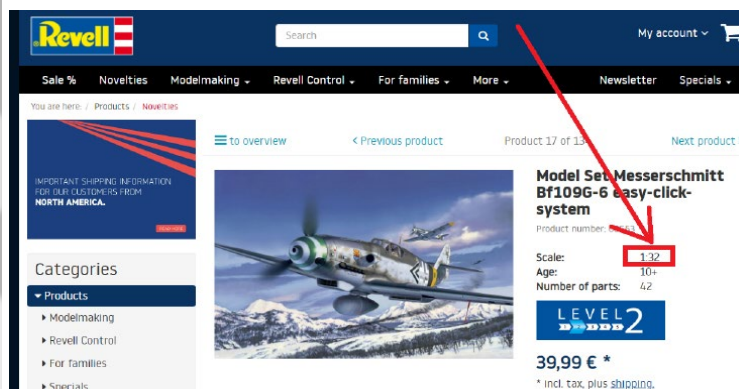 Revell
Search
My account
Sale %
Novelties
Modelmaking
Revell Control
For families
More
Newsletter
Specials
You are here: / Products / Novelties
IMPORTANT SHIPPING INFORMATION
FOR OUR CUSTOMERS FROM
NORTH AMERICA.
to overview
< Previous product
Product 17 of
Next product
Model Set Messerschmitt
Bf109G-6 easy-click-
system
Product number:
Scale: 1:32
Age: 10+
Number of parts: 42
LEVEL 2
39,99 € *
* incl. tax, plus shipping,
Categories
Products
Modelmaking
Revell Control
For families
Specials